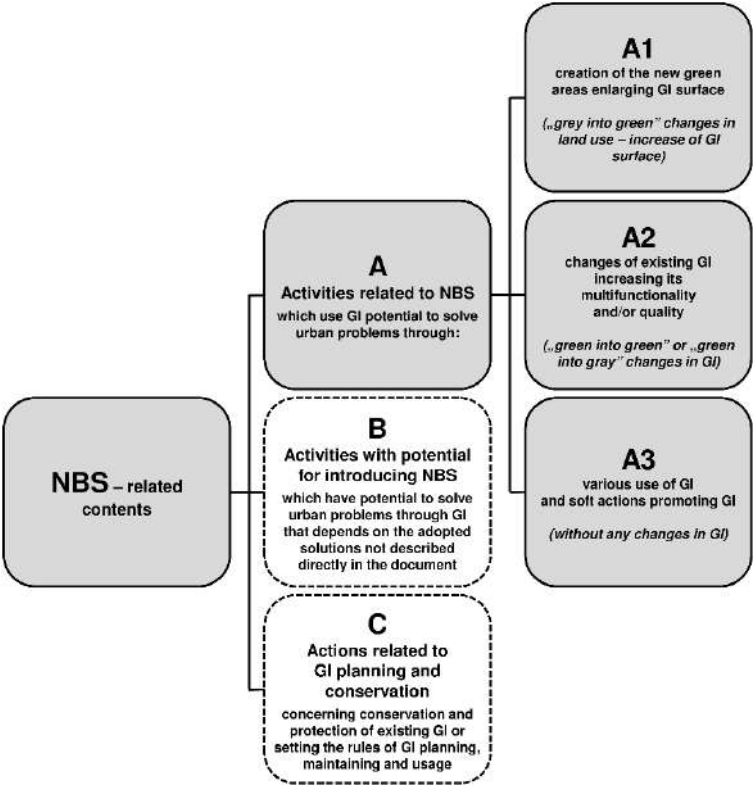 NBS – related
contents
A
Activities related to NBS
which use GI potential to solve
urban problems through:
B
Activities with potential
for introducing NBS
which have potential to solve
urban problems through GI
that depends on the adopted
solutions not described
directly in the document
C
Actions related to
GI planning and
conservation
concerning conservation and
protection of existing GI or
setting the rules of GI planning,
maintaining and usage
A1
creation of the new green
areas enlarging GI surface
(„grey into green” changes in
land use – increase of GI
surface)
A2
changes of existing GI
increasing its
multifunctionality
and/or quality
(„green into green” or „green
into gray” changes in GI)
A3
various use of GI
and soft actions promoting GI
(without any changes in GI)